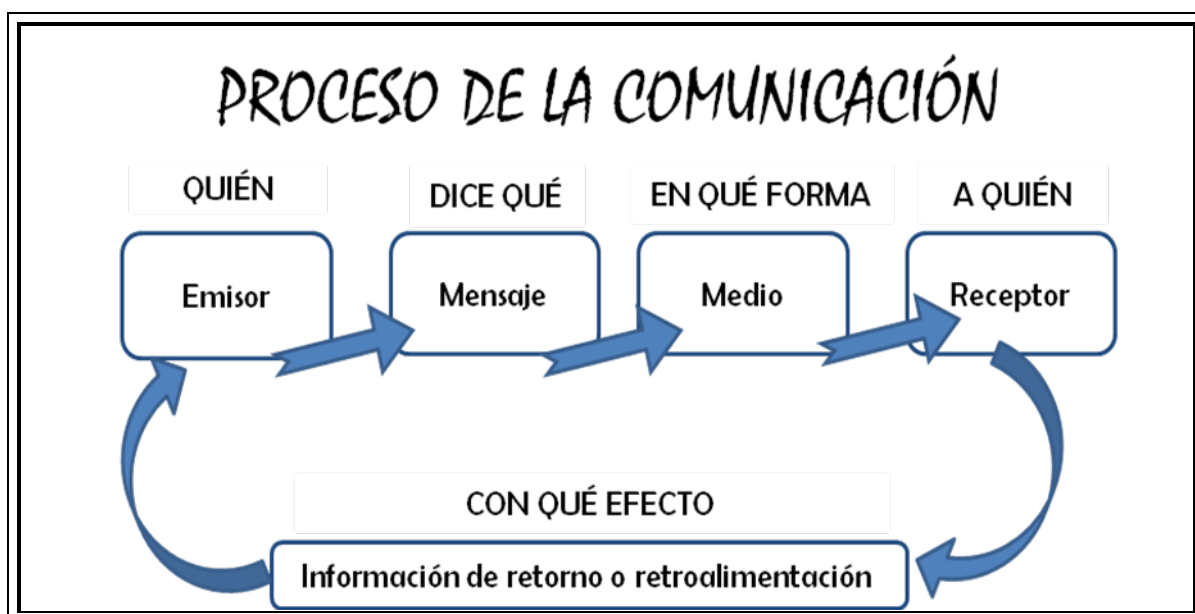 PROCESO DE LA COMUNICACIÓN
QUIÉN
DICE QUÉ
EN QUÉ FORMA
A QUIÉN
Emisor
Mensaje
Medio
Receptor
CON QUÉ EFECTO
Información de retorno o retroalimentación